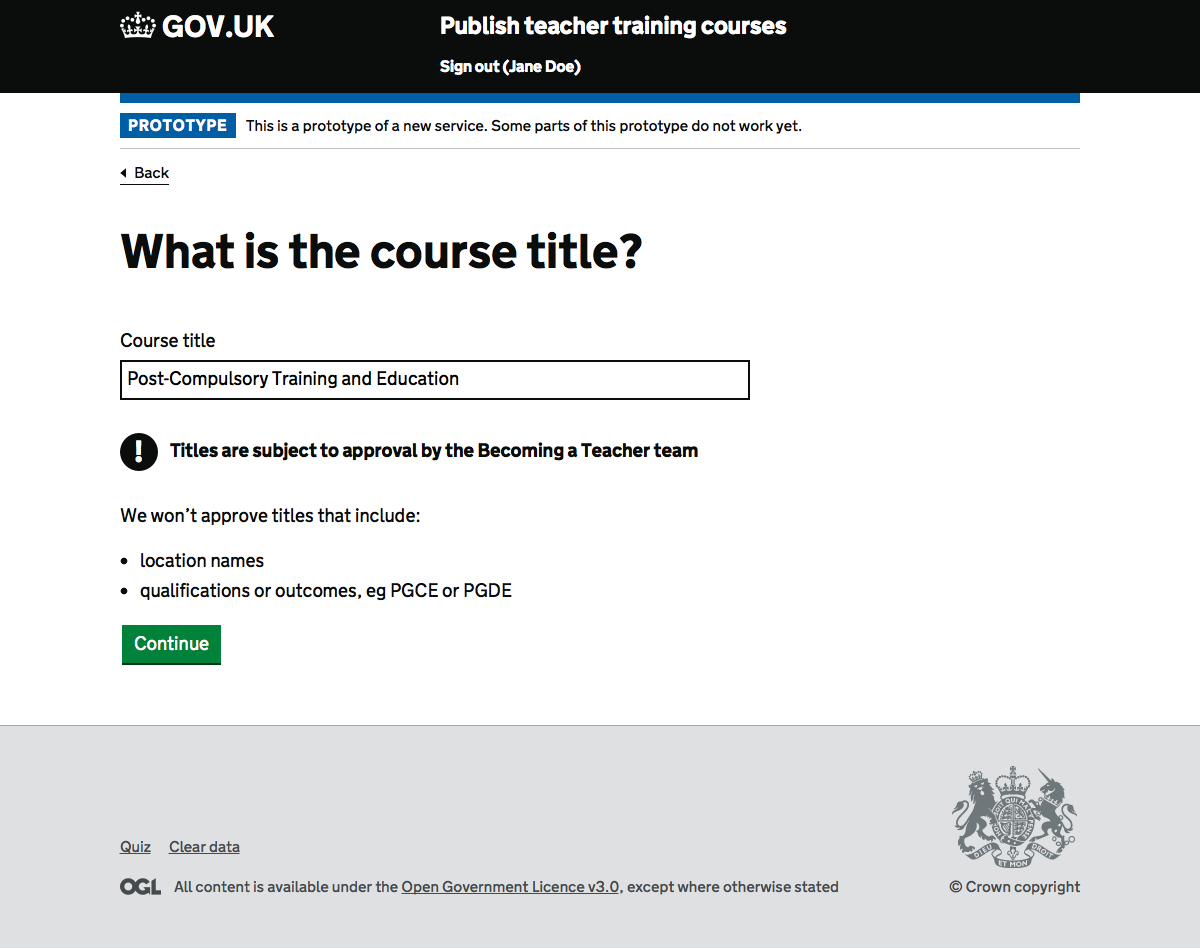 GOV.UK
Publish teacher training courses
Sign out (Jane Doe)
PROTOTYPE This is a prototype of a new service. Some parts of this prototype do not work yet.
Back
What is the course title?
Course title
Post-Compulsory Training and Education
! Titles are subject to approval by the Becoming a Teacher team
We won’t approve titles that include:
• location names
• qualifications or outcomes, eg PGCE or PGDE
Continue
Quiz Clear data
DIEU ET MON DROIT
OGL All content is available under the Open Government Licence v3.0, except where otherwise stated
© Crown copyright